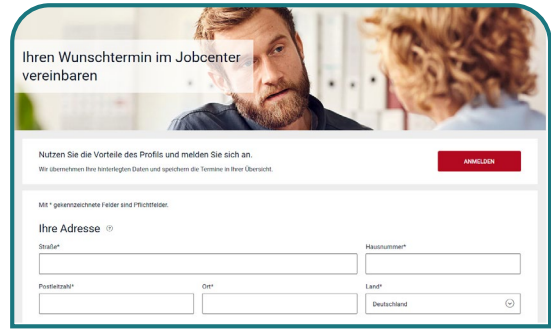 Ihren Wunschtermin im Jobcenter
vereinbaren
Nutzen Sie die Vorteile des Profils und melden Sie sich an.
Wir übernehmen Ihre hinterlegten Daten und speichern die Termine in Ihrer Übersicht.
ANMELDEN
Mit * gekennzeichnete Felder sind Pflichtfelder.
Ihre Adresse
Straße* Hausnummer*
Postleitzahl* Ort* Land*
Deutschland